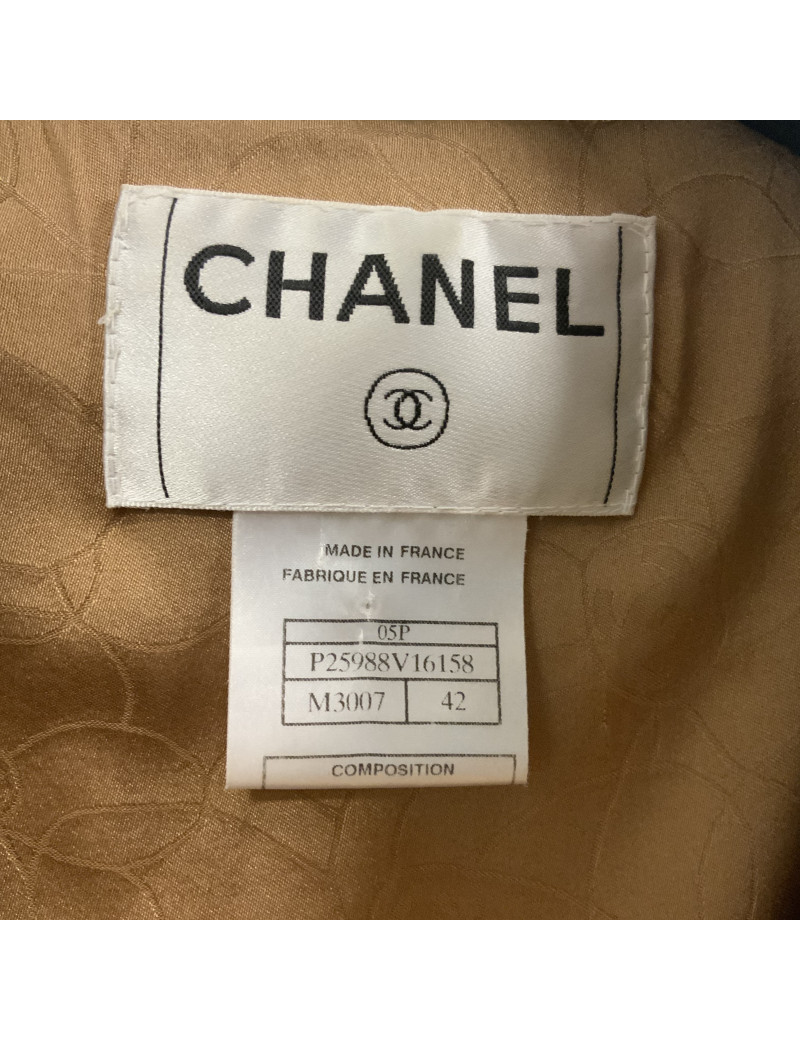 CHANEL
MADE IN FRANCE
FABRIQUE EN FRANCE
05P
P25988V16158
M3007 42
COMPOSITION